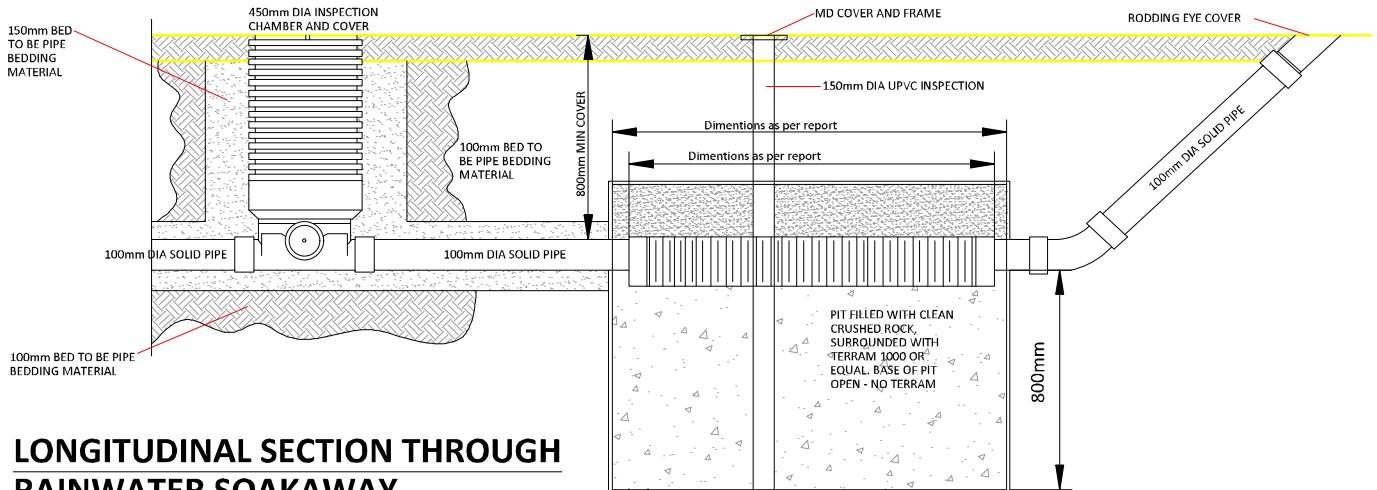 450mm DIA INSPECTION
CHAMBER AND COVER
MD COVER AND FRAME
RODDING EYE COVER
150mm BED
TO BE PIPE
BEDDING
MATERIAL
150mm DIA UPVC INSPECTION
800mm MIN COVER
Dimentions as per report
Dimentions as per report
100mm BED TO
BE PIPE BEDDING
MATERIAL
100mm DIA SOLID PIPE
100mm DIA SOLID PIPE
100mm DIA SOLID PIPE
PIT FILLED WITH CLEAN
CRUSHED ROCK,
SURROUNDED WITH
TERRAM 1000 OR
EQUAL. BASE OF PIT
OPEN - NO TERRAM
800mm
100mm BED TO BE PIPE
BEDDING MATERIAL
LONGITUDINAL SECTION THROUGH
RAINWATER SOAKAWAY